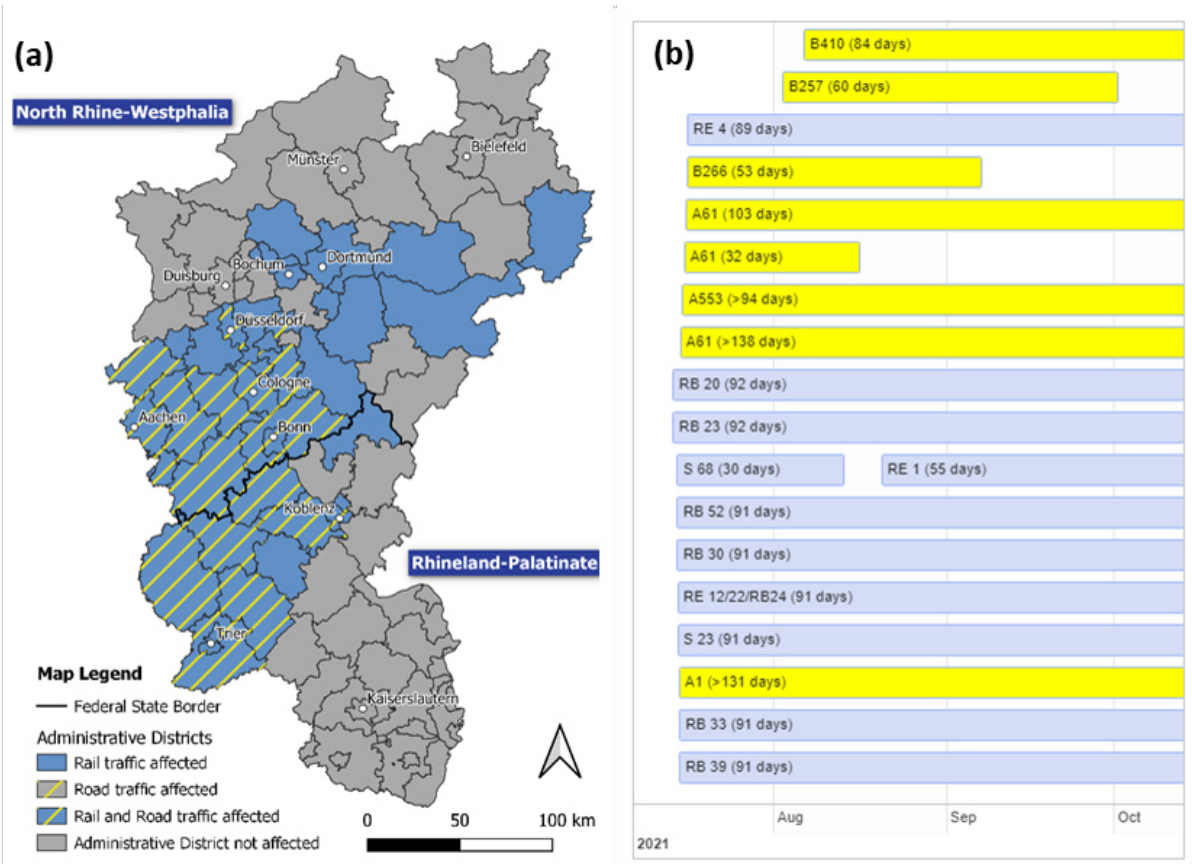 (a)
North Rhine-Westphalia
Münster
Bielefeld
Duisburg
Bochum
Dortmund
Düsseldorf
Cologne
Aachen
Bonn
Koblenz
Rhineland-Palatinate
Trier
Kaiserslautern
Map Legend
Federal State Border
Administrative Districts
Rail traffic affected
Road traffic affected
Rail and Road traffic affected
Administrative District not affected
0 50 100 km
(b)
B410 (84 days)
B257 (60 days)
RE 4 (89 days)
B266 (53 days)
A61 (103 days)
A61 (32 days)
A553 (>94 days)
A61 (>138 days)
RB 20 (92 days)
RB 23 (92 days)
S 68 (30 days) RE 1 (55 days)
RB 52 (91 days)
RB 30 (91 days)
RE 12/22/RB24 (91 days)
S 23 (91 days)
A1 (>131 days)
RB 33 (91 days)
RB 39 (91 days)
Aug Sep Oct
2021